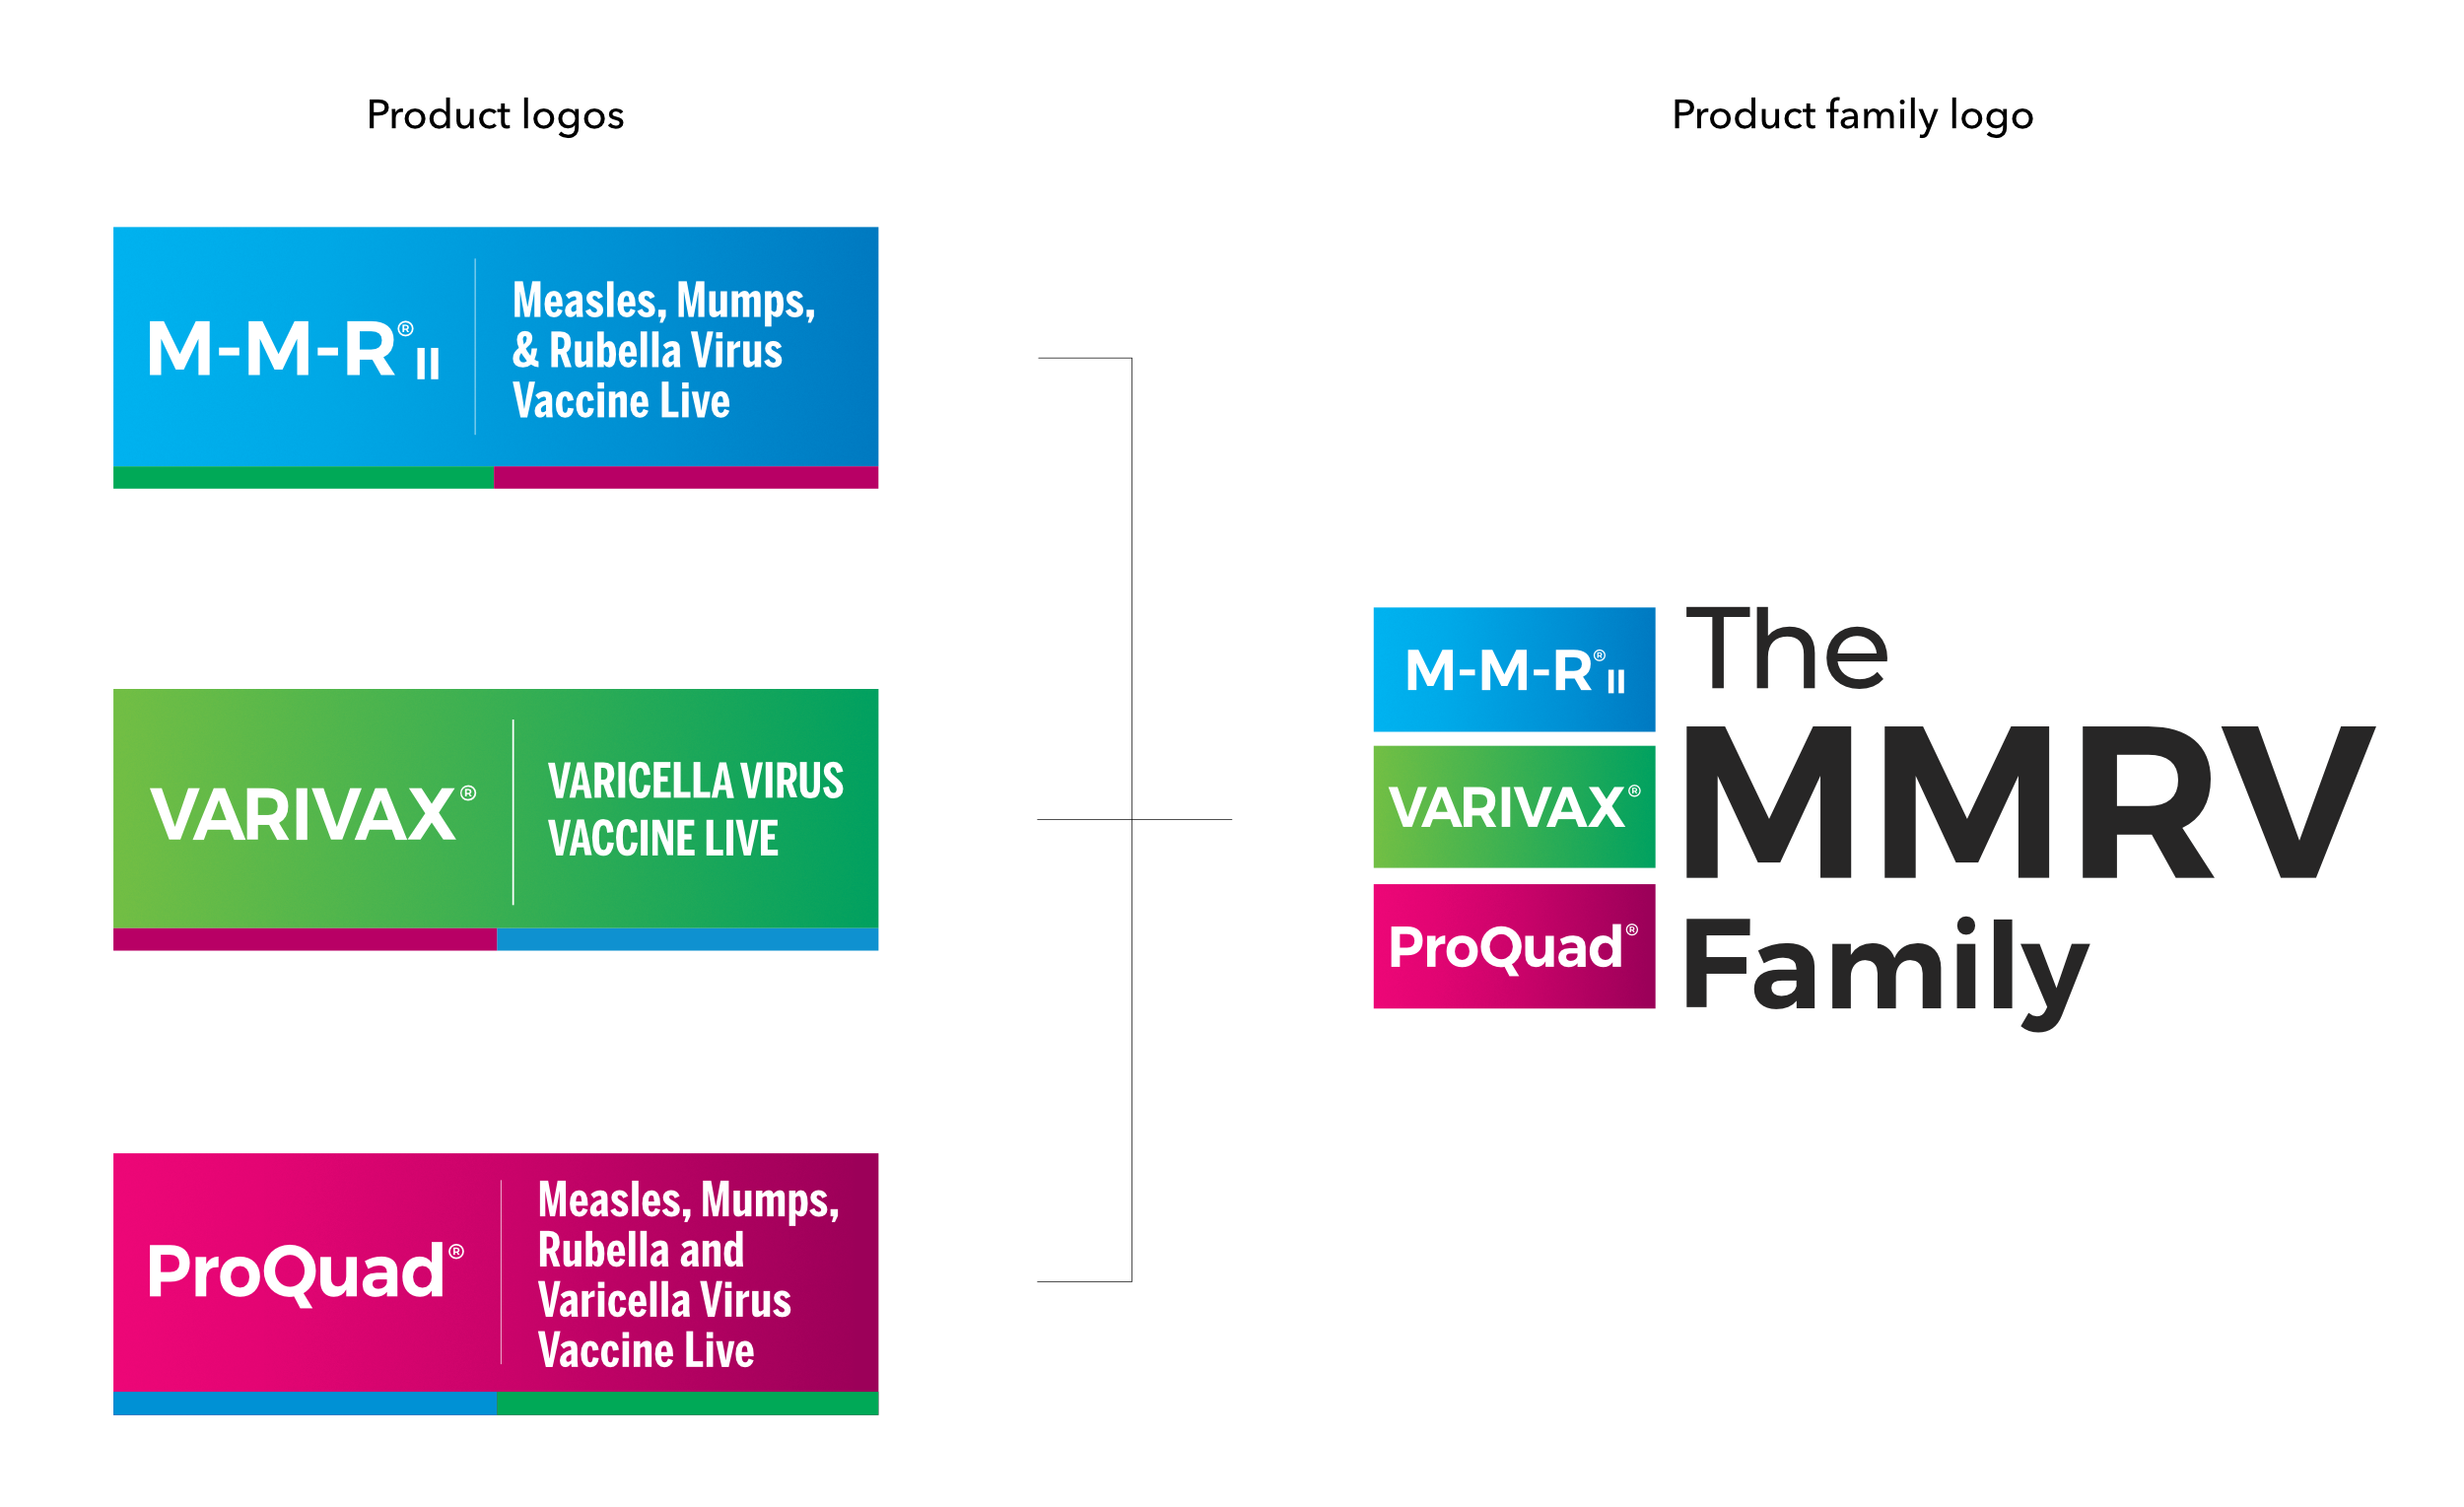 Product logos
Product family logo
M-M-R® II
Measles, Mumps,
& Rubella Virus
Vaccine Live
VARIVAX®
VARICELLA VIRUS
VACCINE LIVE
ProQuad®
Measles, Mumps,
Rubella and
Varicella Virus
Vaccine Live
M-M-R® II
VARIVAX®
ProQuad®
The
MMRV
Family